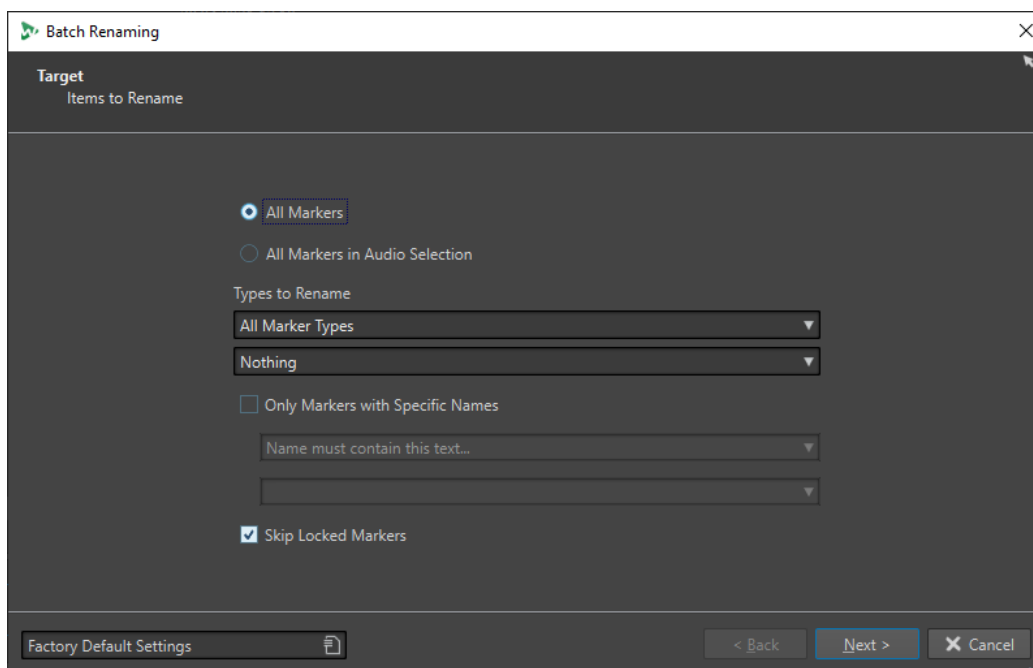 Batch Renaming
Target
Items to Rename
All Markers
All Markers in Audio Selection
Types to Rename
All Marker Types
Nothing
Only Markers with Specific Names
Name must contain this text...
Skip Locked Markers
Factory Default Settings
< Back
Next >
Cancel